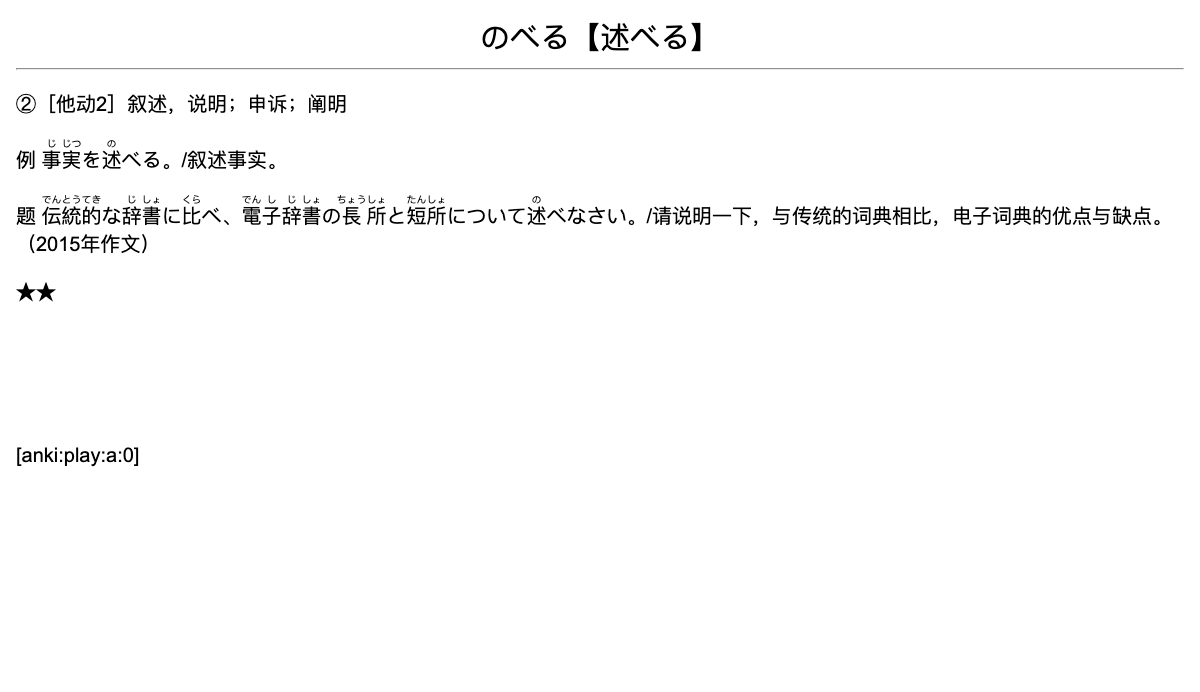 のべる【述べる】
②［他动2］叙述，说明；申诉；阐明
例 事実を述べる。/叙述事实。
题 伝統的な辞書に比べ、電子辞書の長所と短所について述べなさい。/请说明一下，与传统的词典相比，电子词典的优点与缺点。
（2015年作文）
★★
[anki:play:a:0]